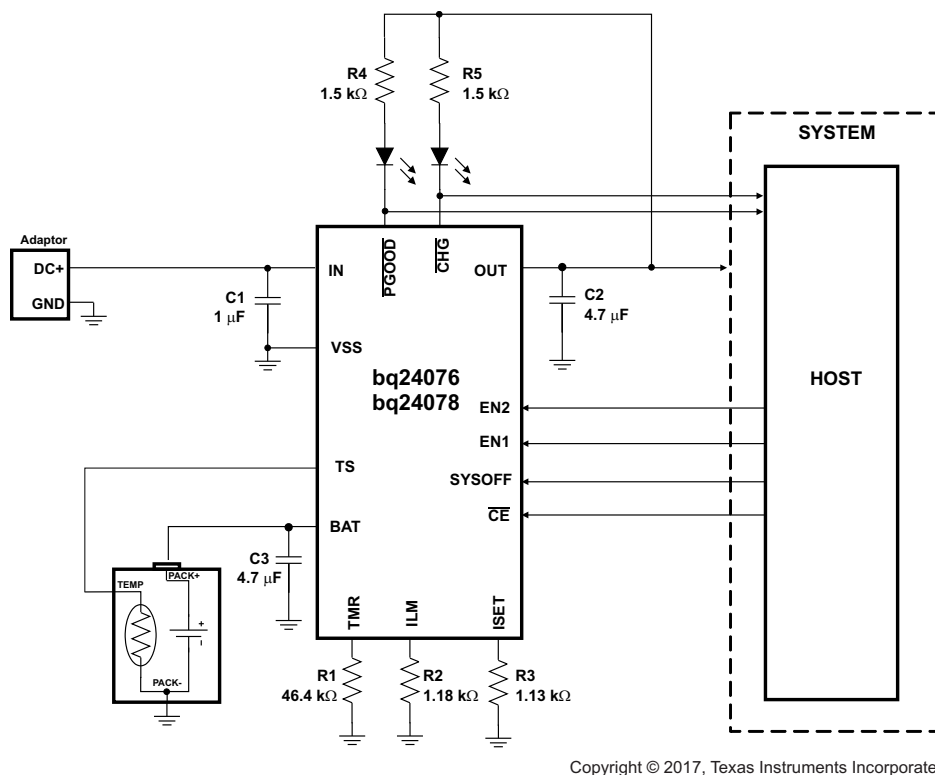 R4
1.5 kΩ
R5
1.5 kΩ
SYSTEM
Adaptor
DC+
GND
C1
1 μF
IN
PGOOD
CHG
OUT
C2
4.7 μF
VSS
bq24076
bq24078
HOST
EN2
EN1
TS
SYSOFF
CE
BAT
C3
4.7 μF
PACK+
TEMP
+
-
PACK-
TMR
ILM
ISET
R1
46.4 kΩ
R2
1.18 kΩ
R3
1.13 kΩ
Copyright © 2017, Texas Instruments Incorporate